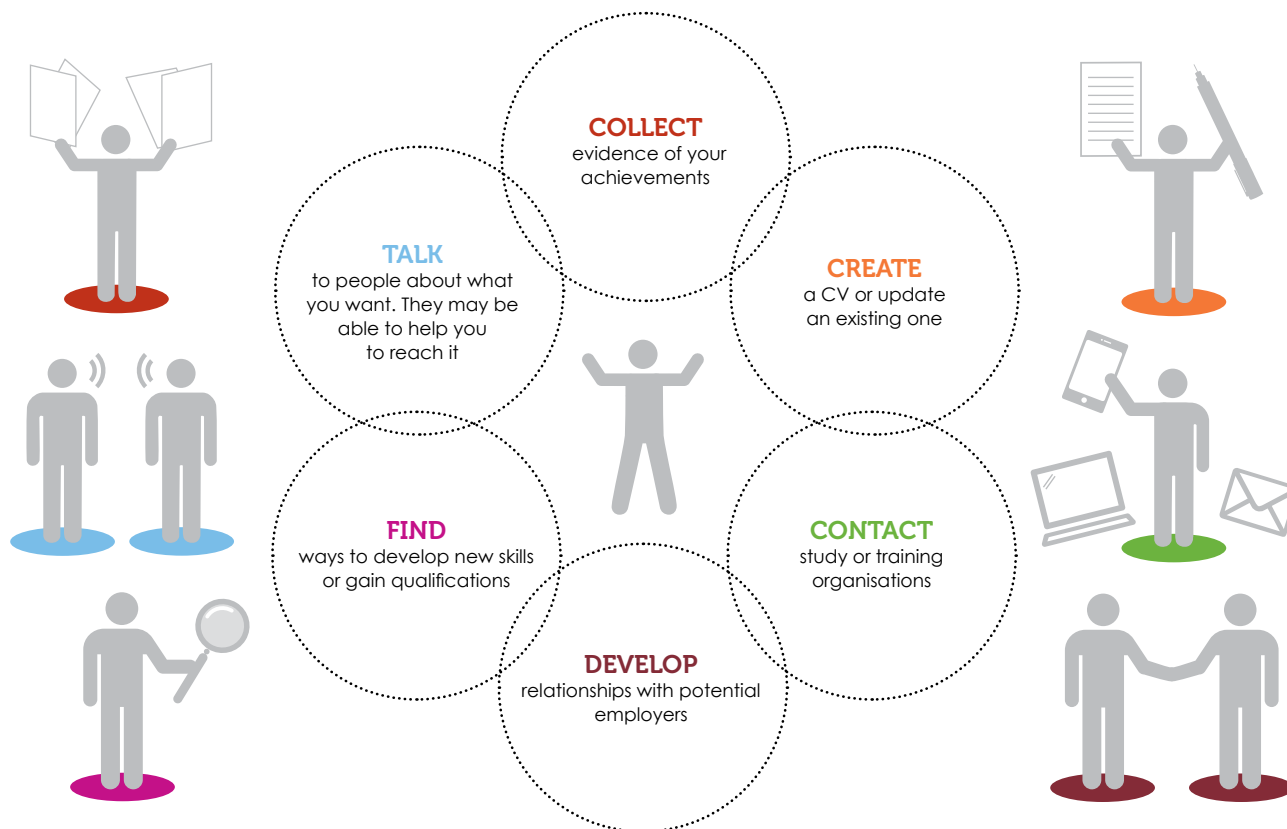 COLLECT
evidence of your
achievements
TALK
to people about what
you want. They may be
able to help you
to reach it
CREATE
a CV or update
an existing one
FIND
ways to develop new skills
or gain qualifications
CONTACT
study or training
organisations
DEVELOP
relationships with potential
employers